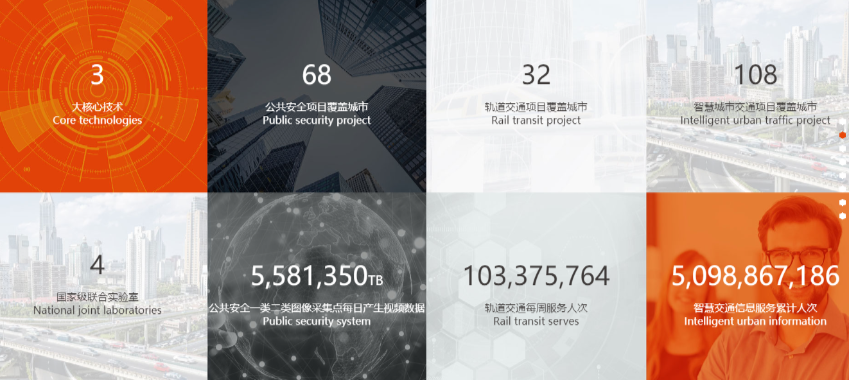 3
大核心技术
Core technologies
68
公共安全项目覆盖城市
Public security project
32
轨道交通项目覆盖城市
Rail transit project
108
智慧城市交通项目覆盖城市
Intelligent urban traffic project
4
国家级联合实验室
National joint laboratories
5,581,350TB
公共安全一类二类图像采集点每日产生视频数据
Public security system
103,375,764
轨道交通每周服务人次
Rail transit serves
5,098,867,186
智慧交通信息服务累计人次
Intelligent urban information